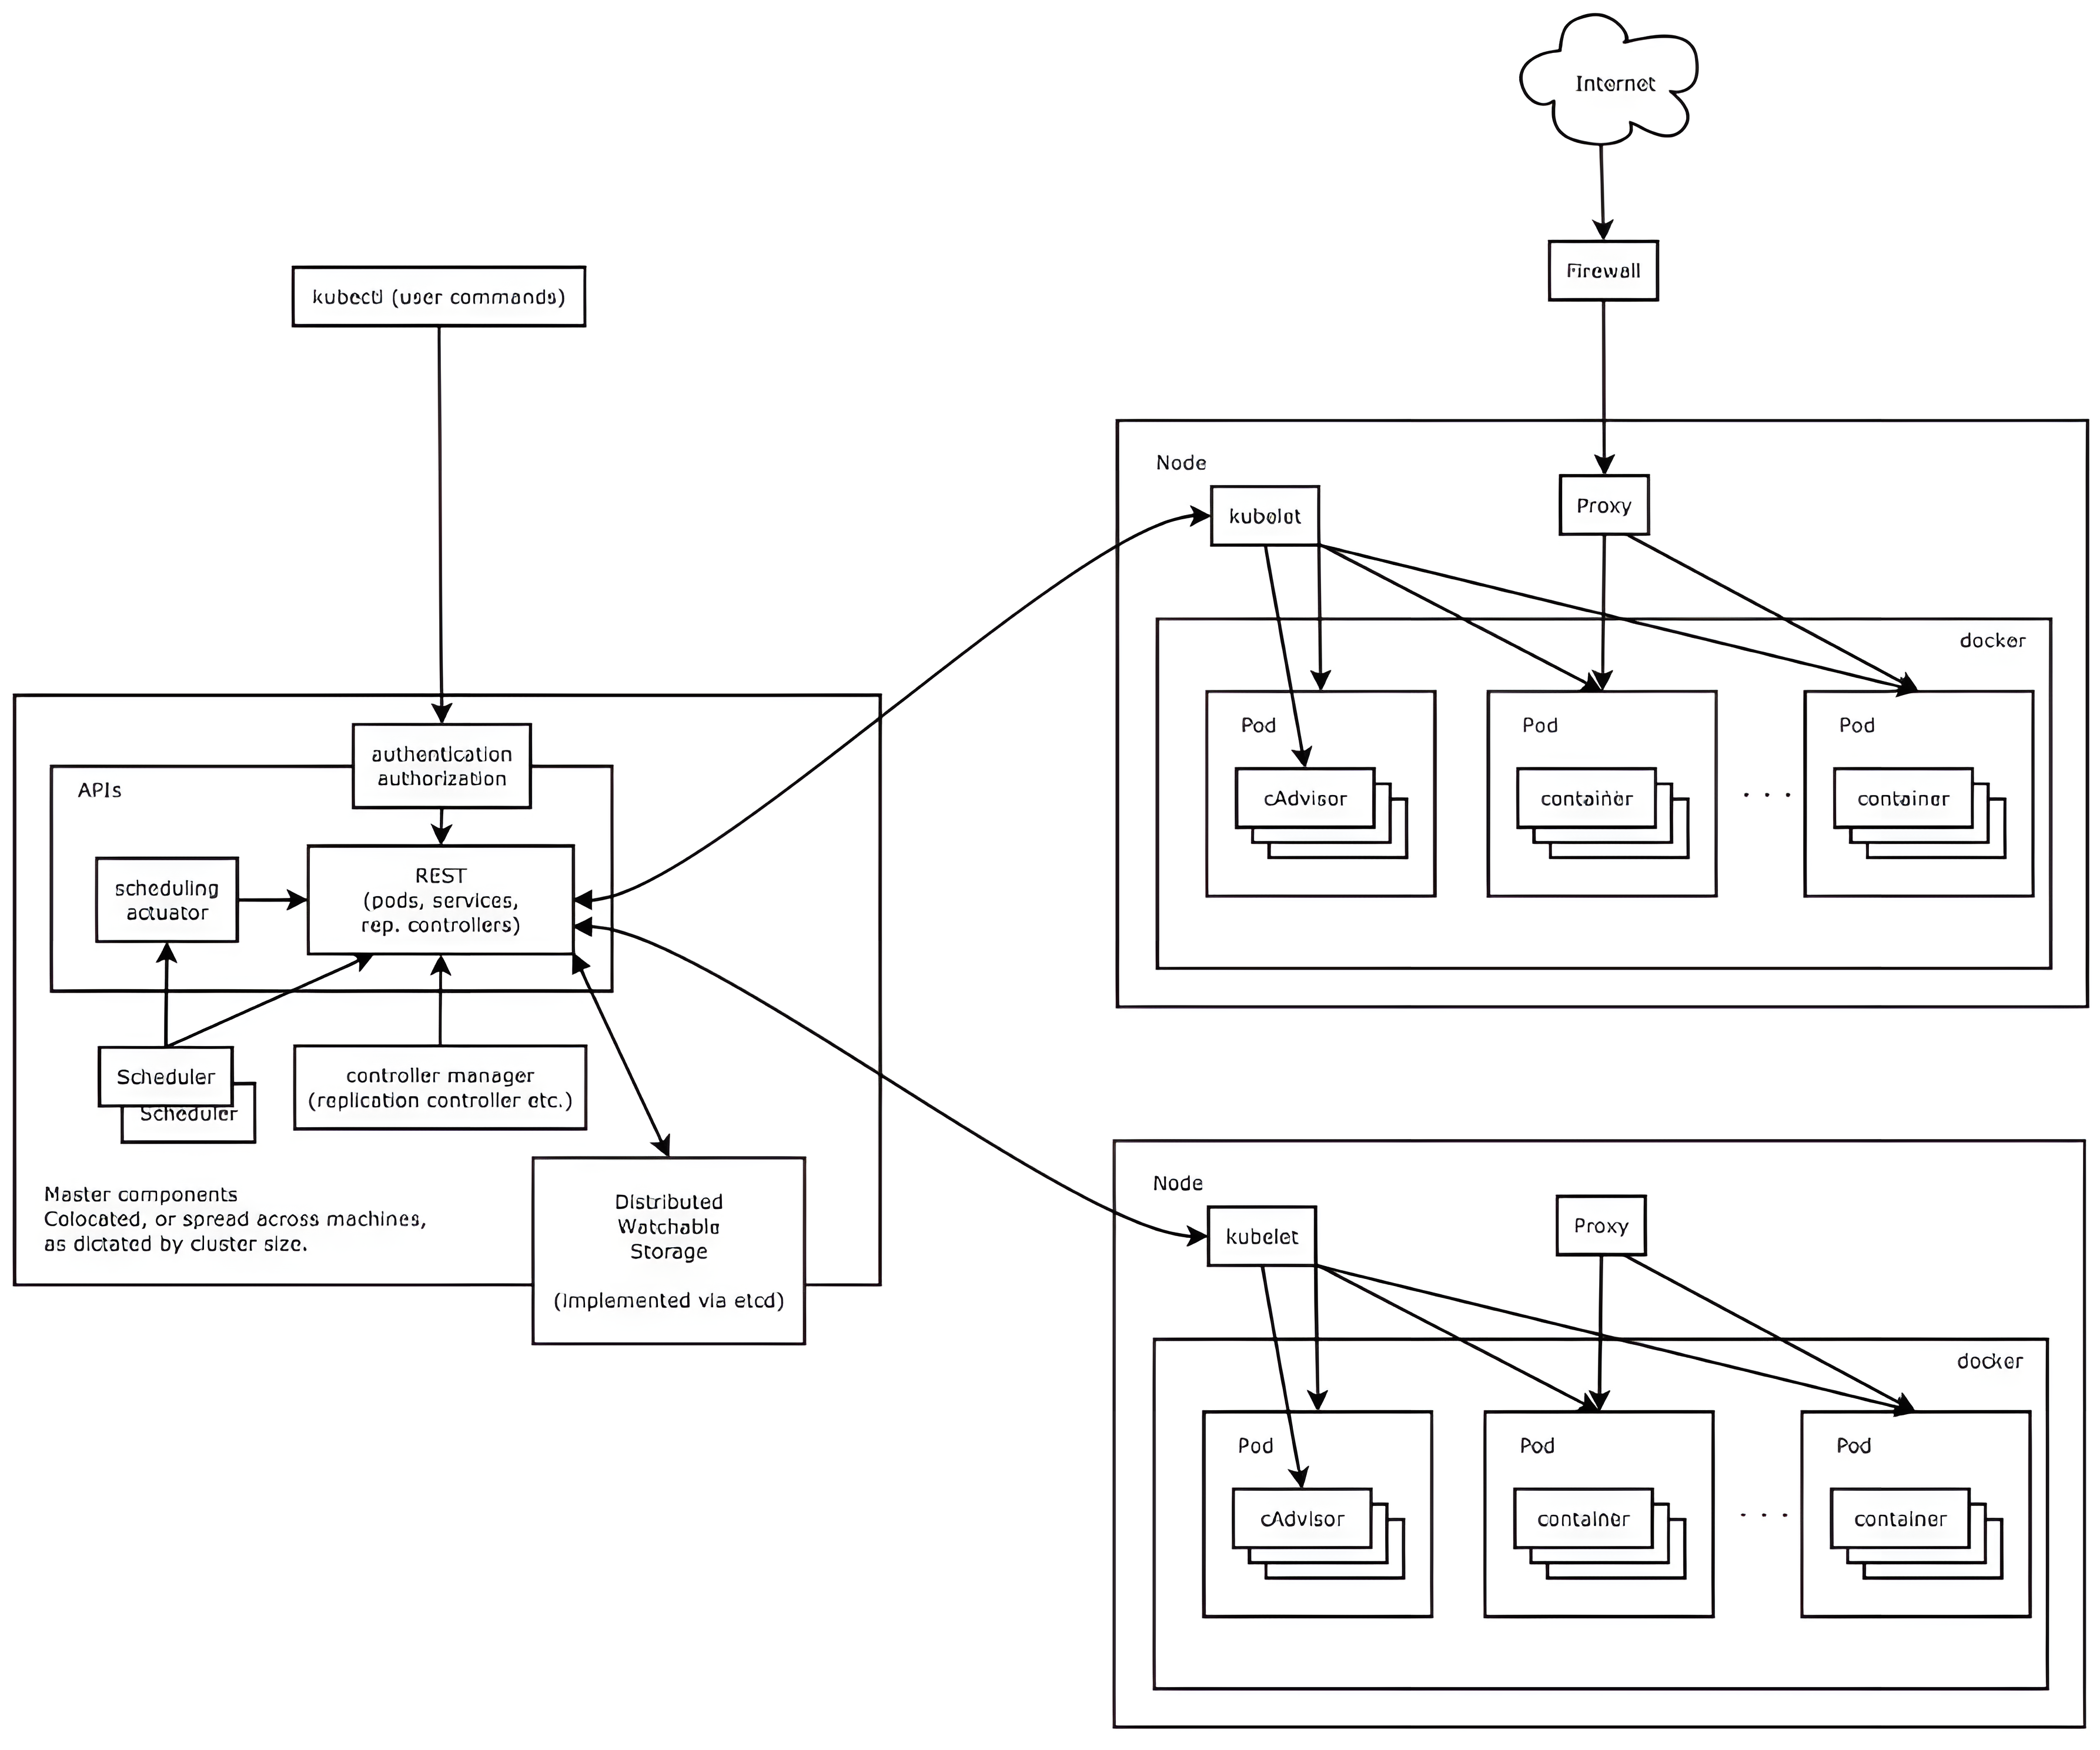 Internet
Firewall
kubectl (user commands)
authentication
authorization
APIs
scheduling
actuator
REST
(pods, services,
rep. controllers)
Scheduler
Scheduler
controller manager
(replication controller etc.)
Master components
Colocated, or spread across machines,
as dictated by cluster size.
Distributed
Watchable
Storage
(implemented via etcd)
Node
kubelet
Proxy
docker
Pod
cAdvisor
Pod
container
. . .
Pod
container
Node
kubelet
Proxy
docker
Pod
cAdvisor
Pod
container
. . .
Pod
container